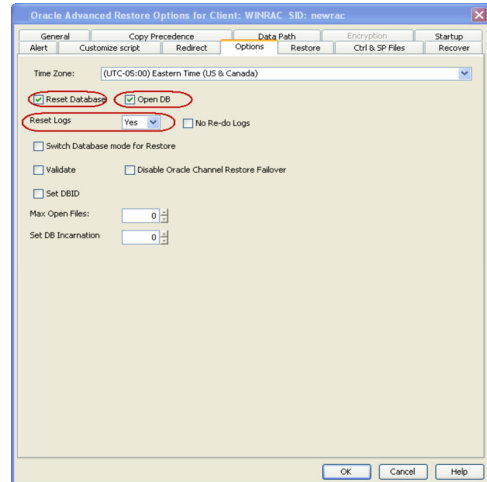 Oracle Advanced Restore Options for Client: WINRAC SID: newrac
General Copy Precedence Data Path Encryption Startup
Alert Customize script Redirect Options Restore Ctrl & SP Files Recover
Time Zone: (UTC-05:00) Eastern Time (US & Canada)
Reset Database Open DB
Reset Logs Yes No Re-do Logs
Switch Database mode for Restore
Validate Disable Oracle Channel Restore Failover
Set DBID
Max Open Files: 0
Set DB Incarnation 0
OK Cancel Help